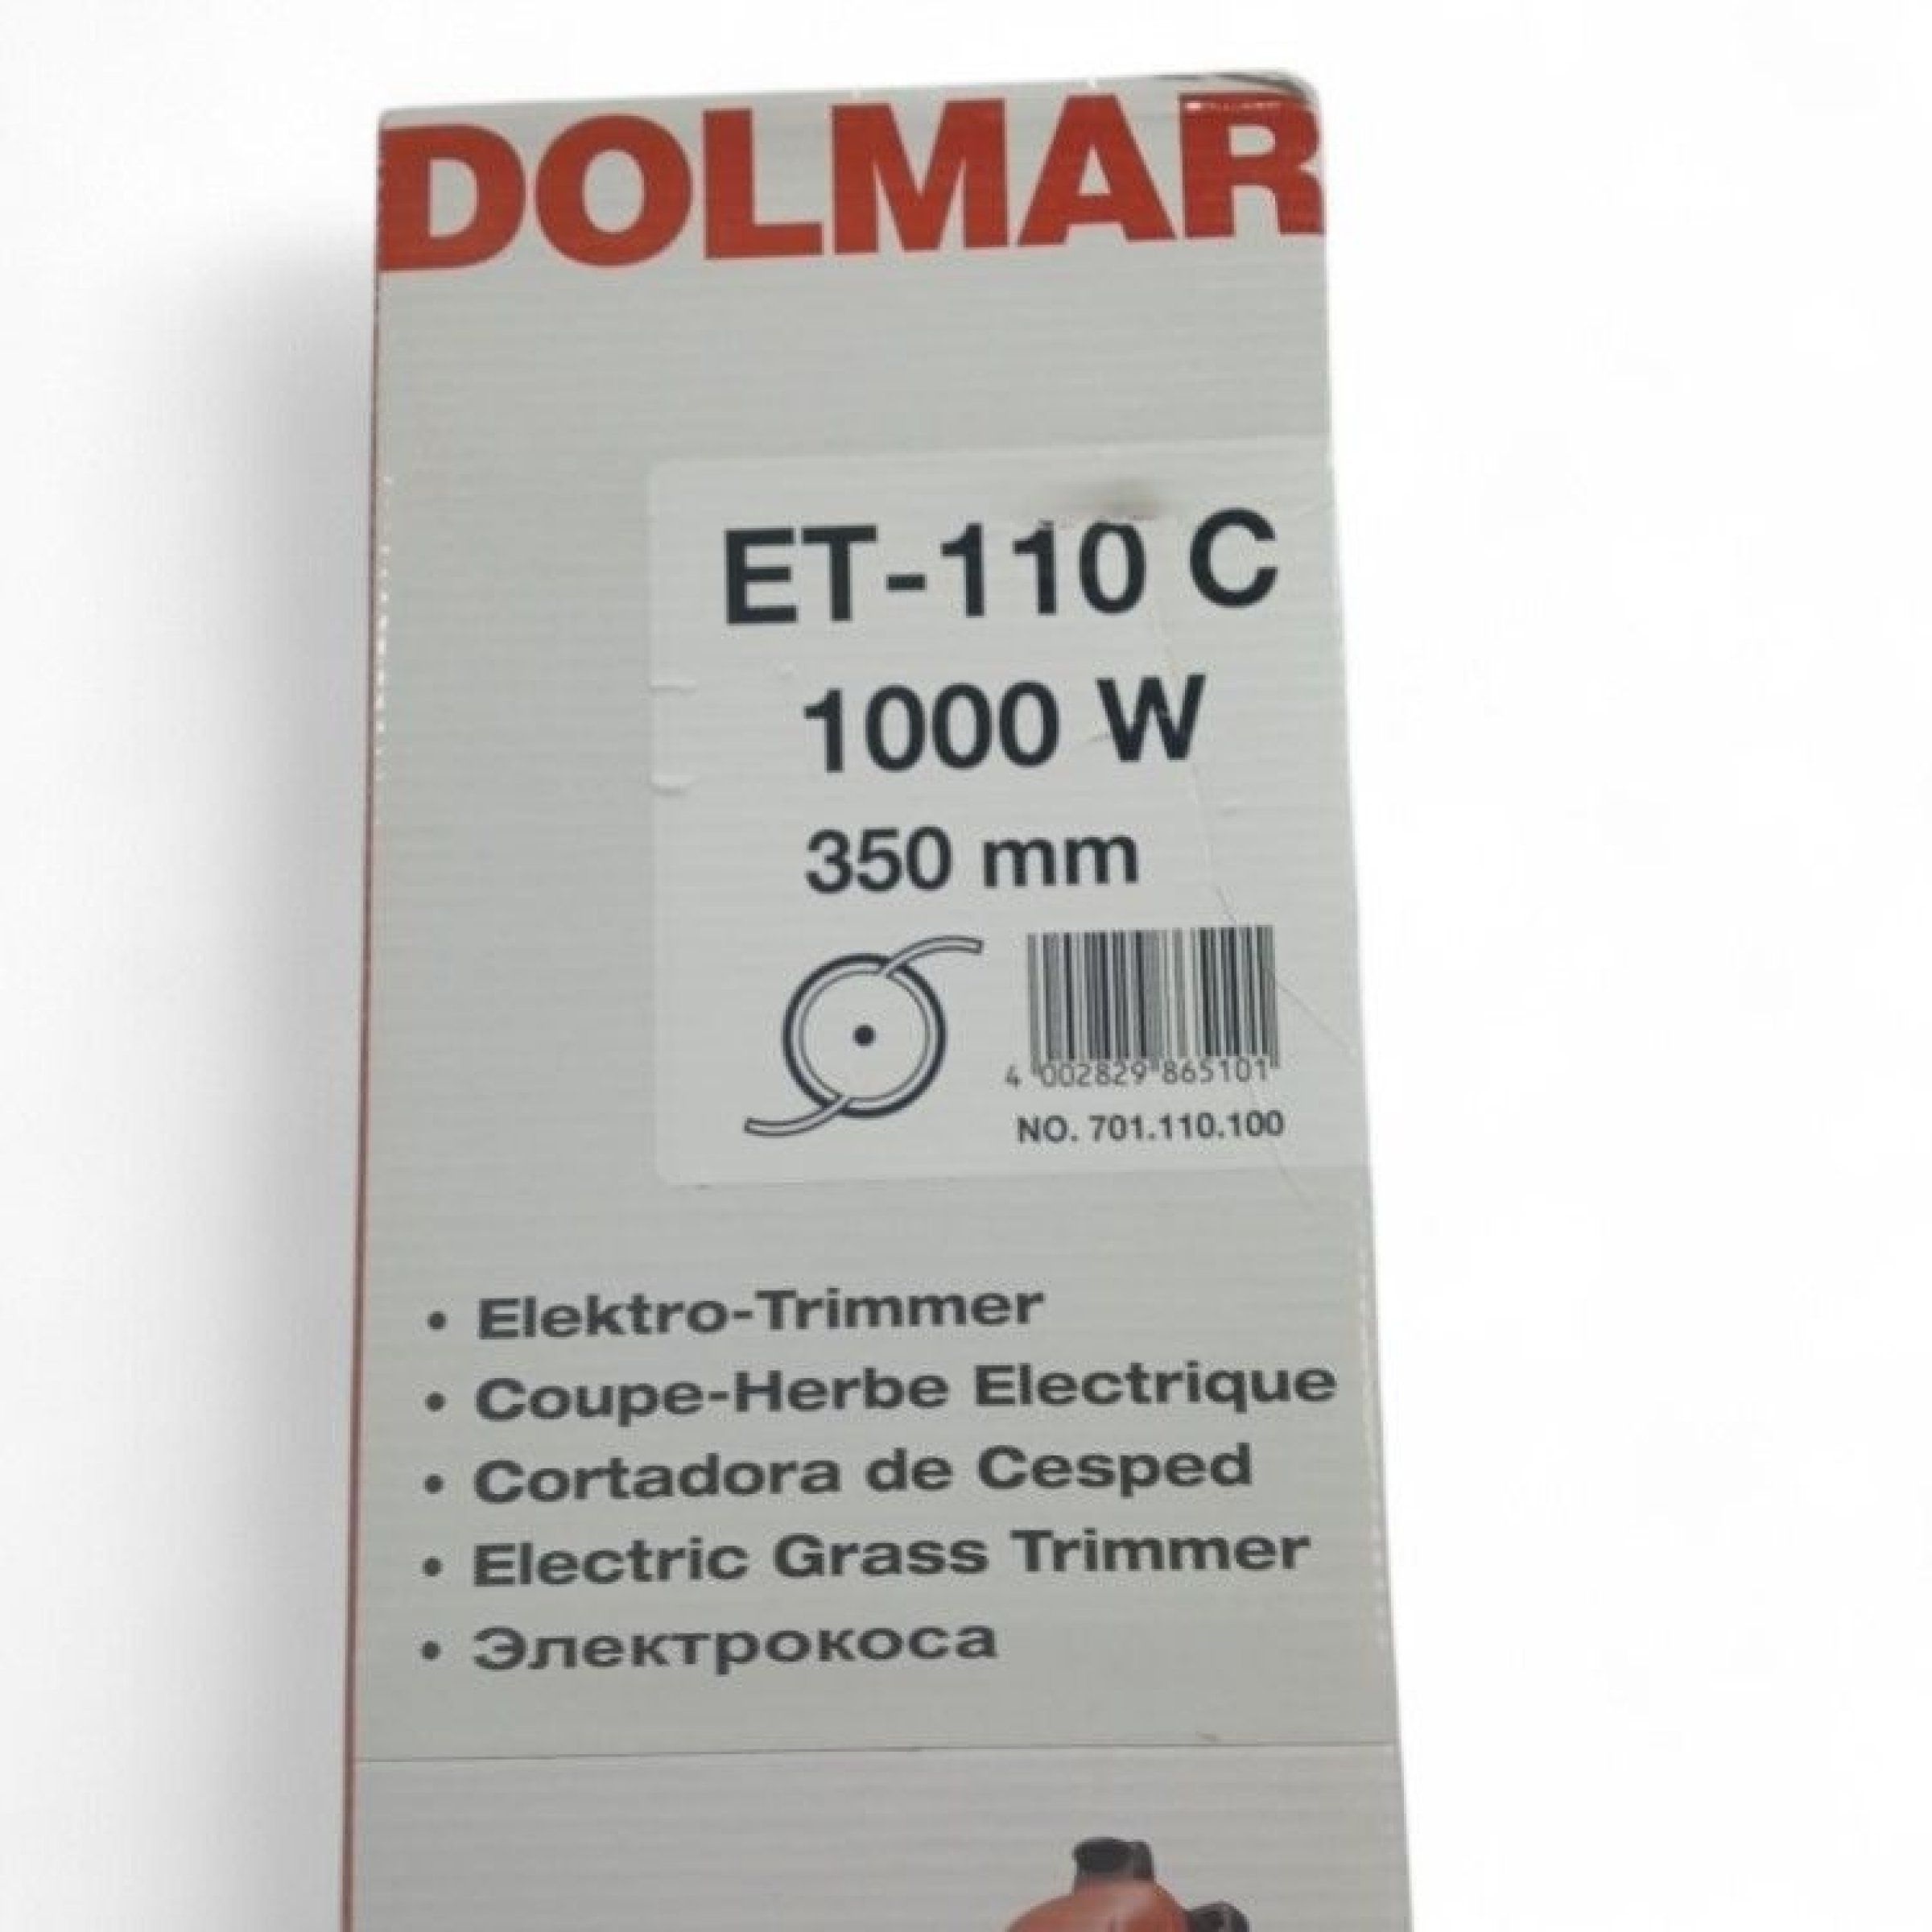 DOLMAR
ET-110 C
1000 W
350 mm
4 002829 865101
NO. 701.110.100
• Elektro-Trimmer
• Coupe-Herbe Electrique
• Cortadora de Cesped
• Electric Grass Trimmer
• Электрокоса